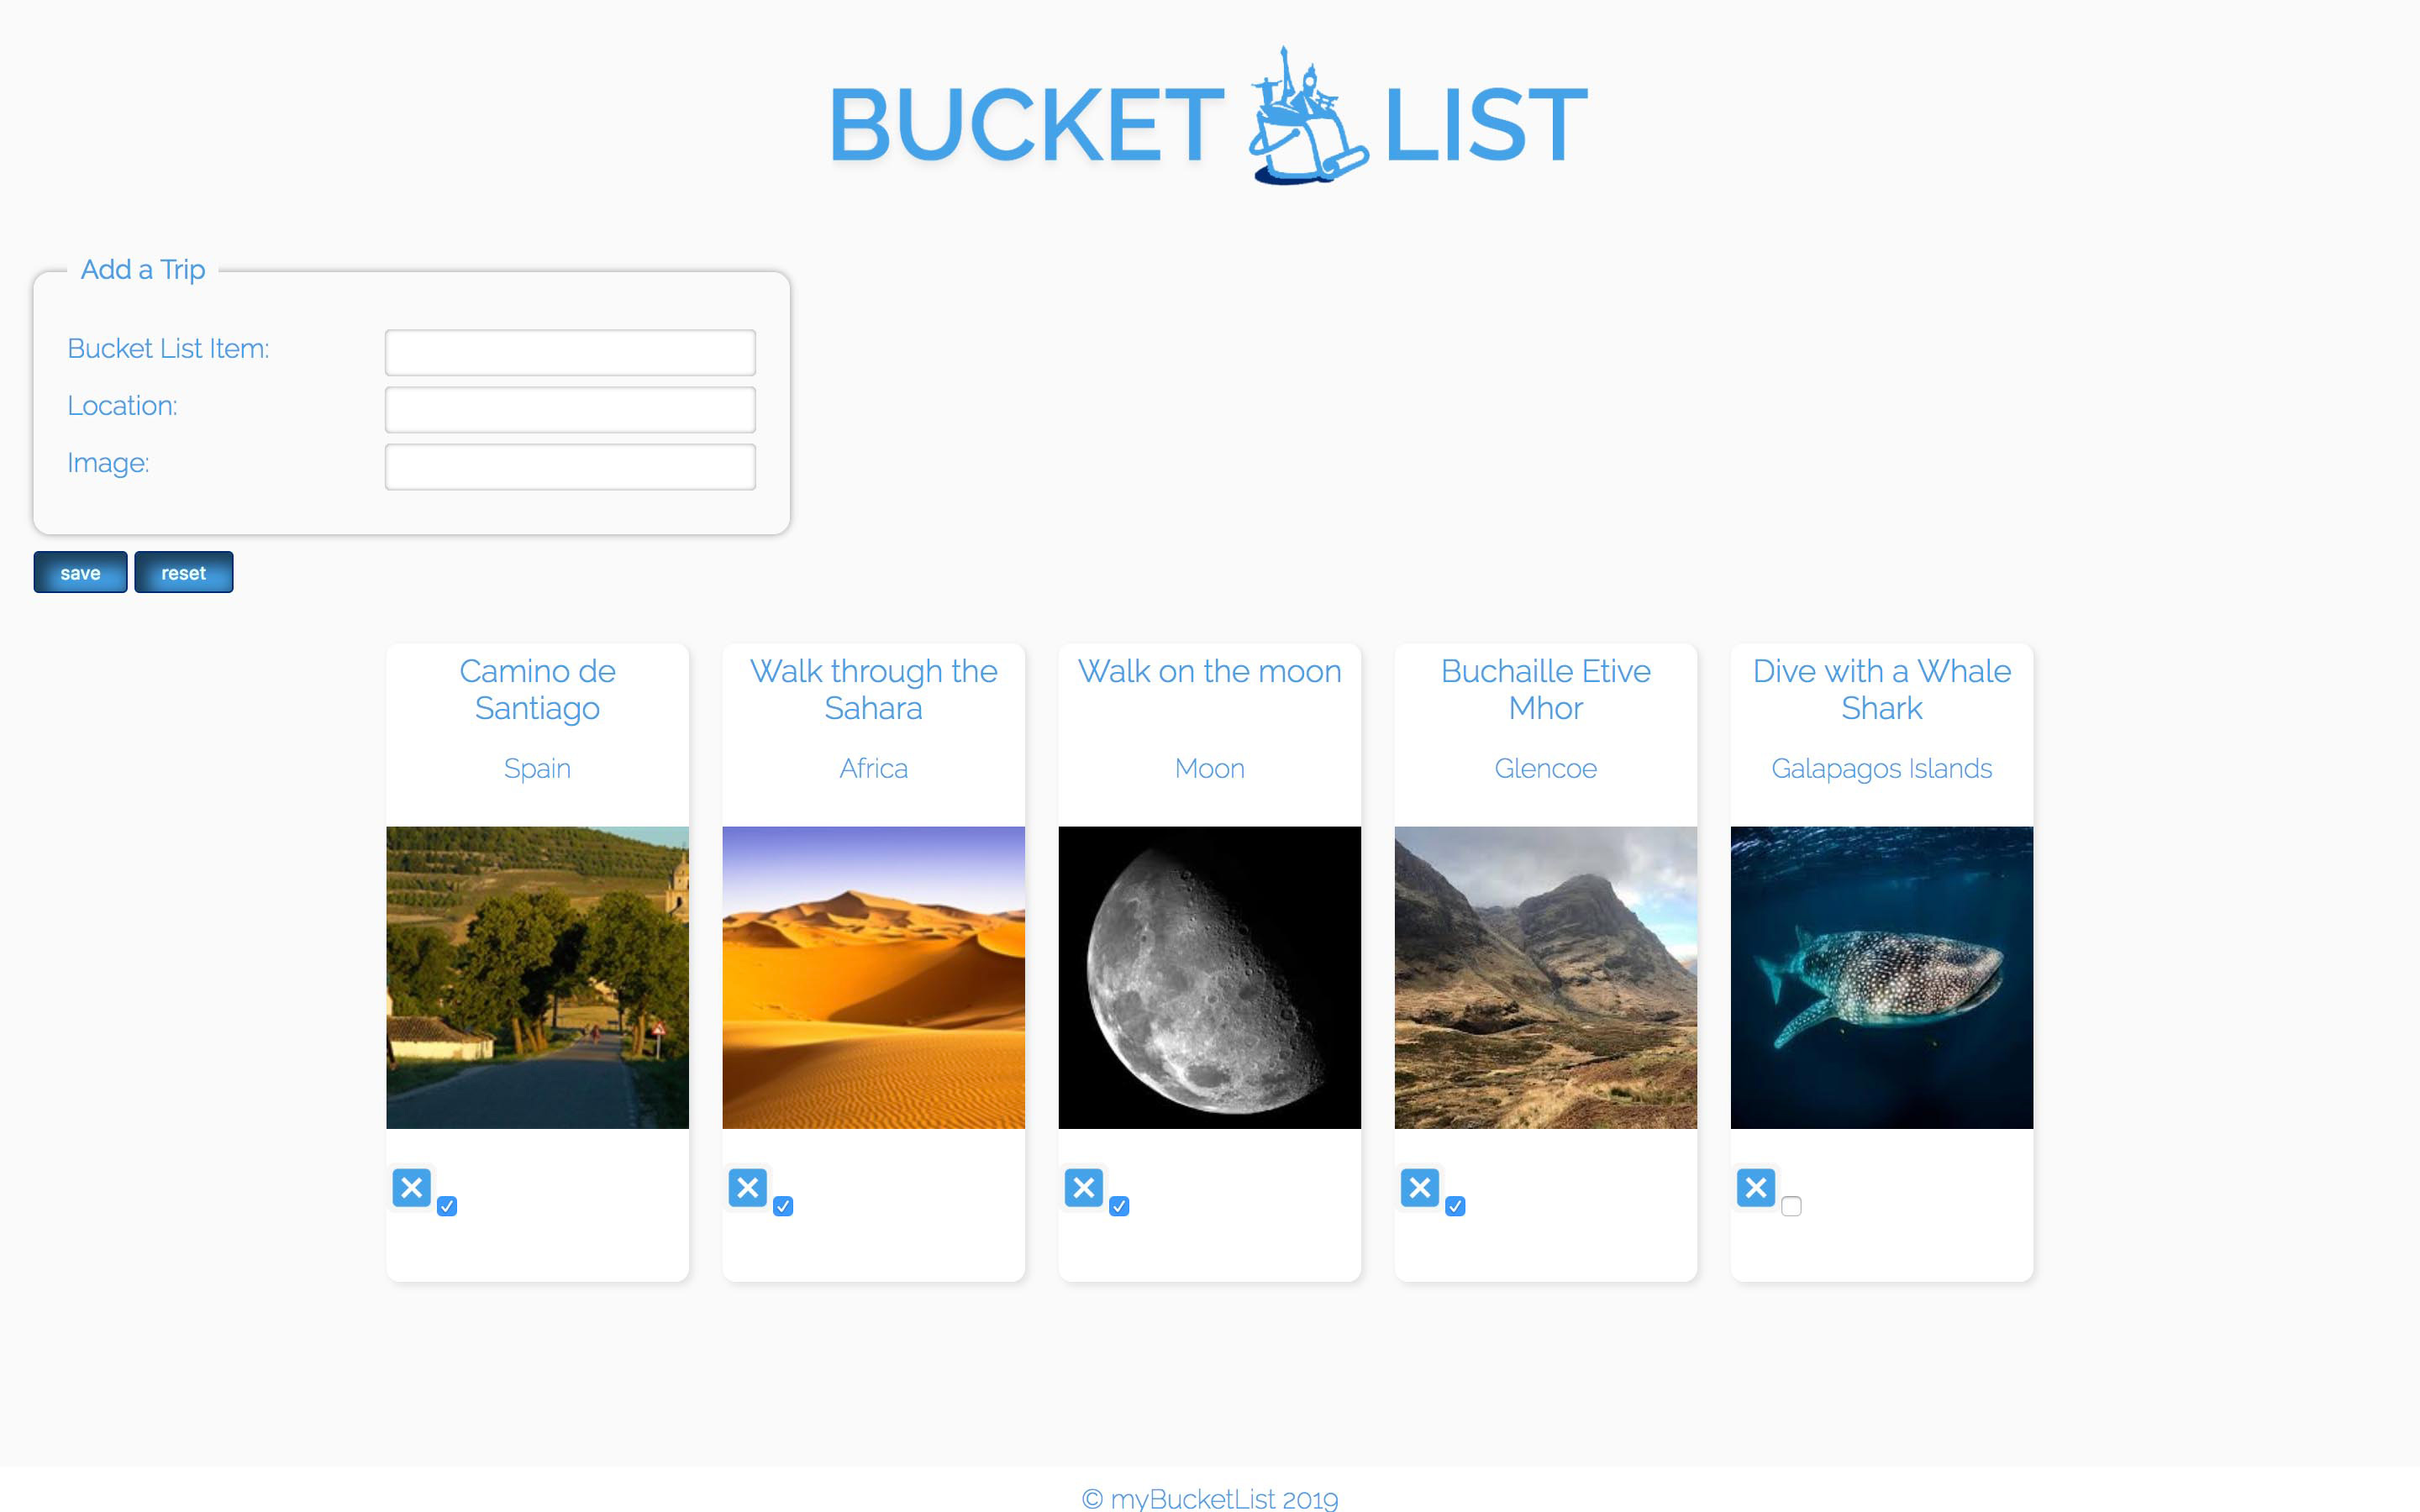 BUCKET LIST
Add a Trip
Bucket List Item:
Location:
Image:
save reset
Camino de
Santiago
Spain
Walk through the
Sahara
Africa
Walk on the moon
Moon
Buchaille Etive
Mhor
Glencoe
Dive with a Whale
Shark
Galapagos Islands
© myBucketList 2019